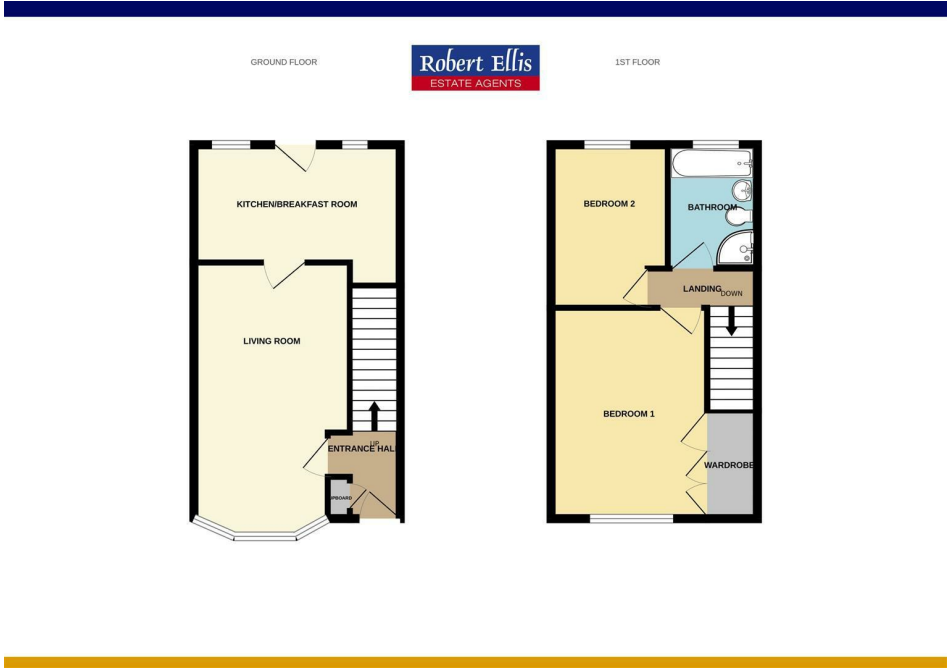 GROUND FLOOR
Robert Ellis
ESTATE AGENTS
1ST FLOOR
KITCHEN/BREAKFAST ROOM
BEDROOM 2
BATHROOM
LANDING
DOWN
LIVING ROOM
BEDROOM 1
UP
ENTRANCE HALL
WARDROBE